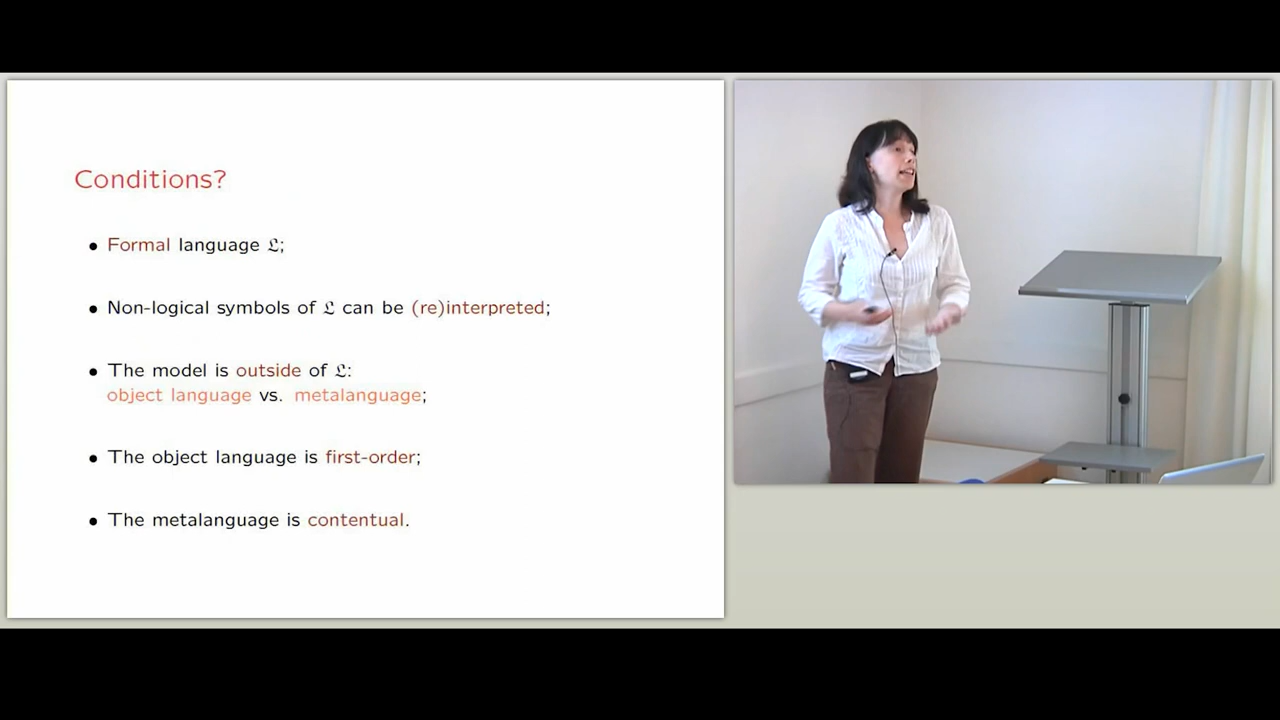 Conditions?
• Formal language 𝔏;
• Non-logical symbols of 𝔏 can be (re)interpreted;
• The model is outside of 𝔏:
object language vs. metalanguage;
• The object language is first-order;
• The metalanguage is contentual.